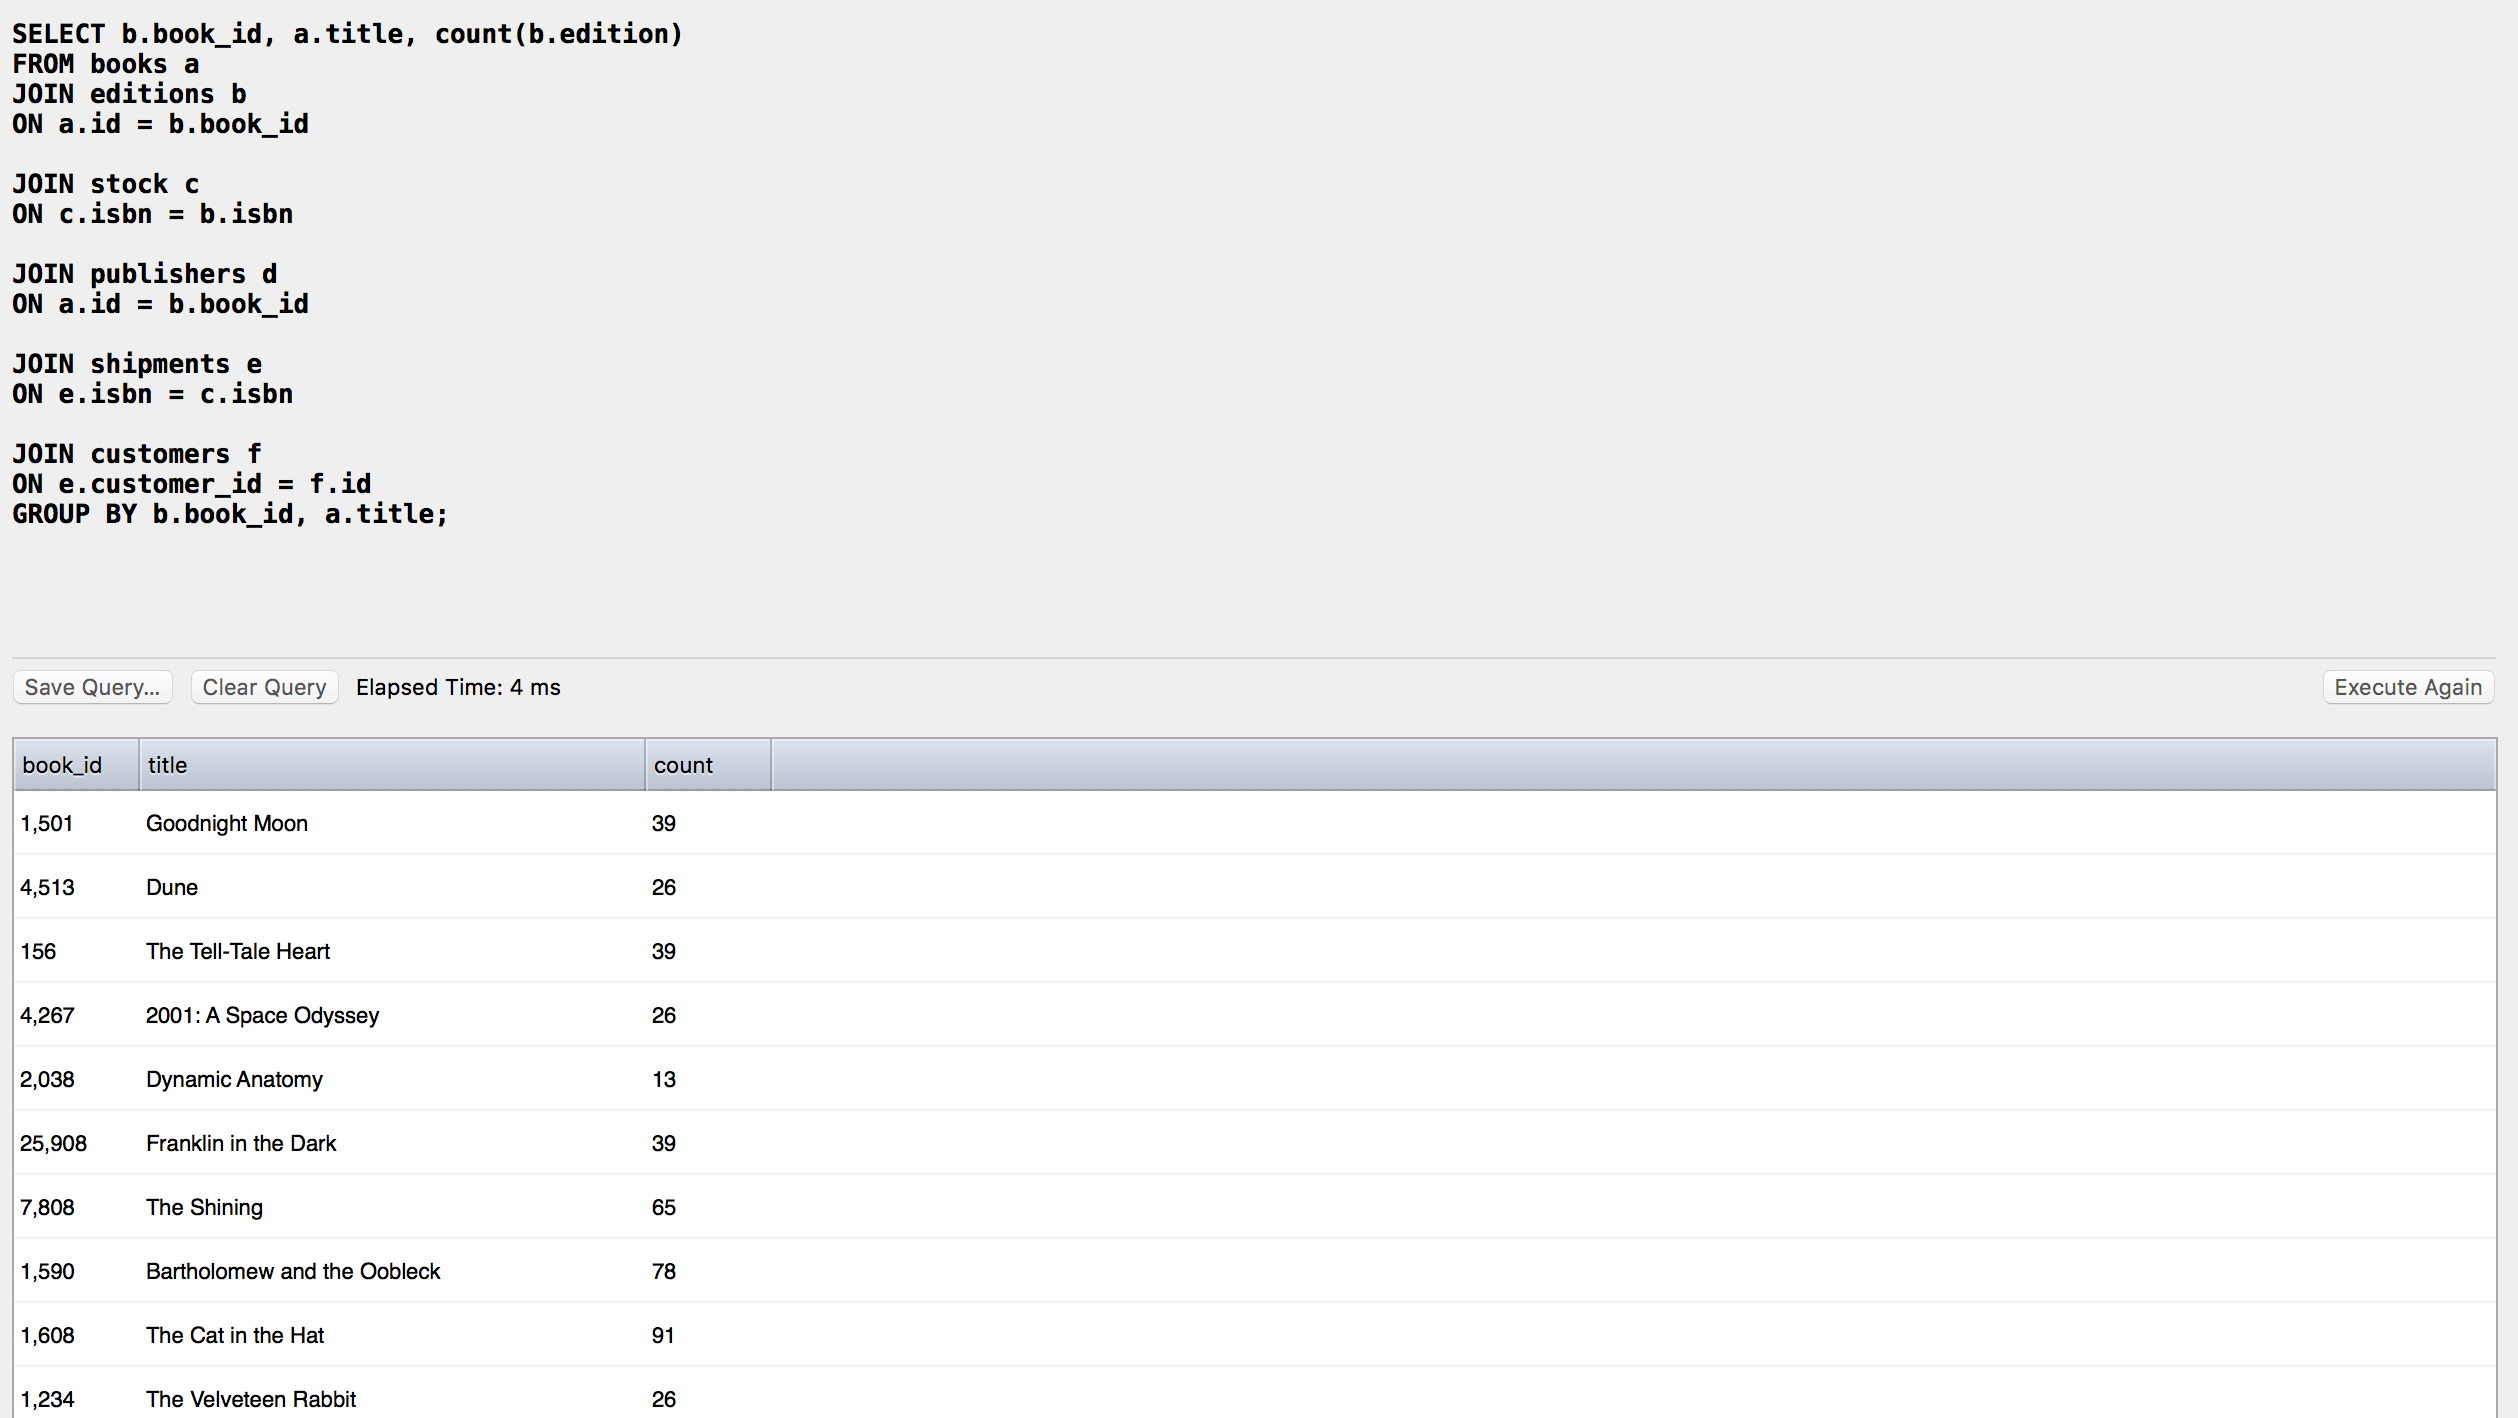 SELECT b.book_id, a.title, count(b.edition)
FROM books a
JOIN editions b
ON a.id = b.book_id
JOIN stock c
ON c.isbn = b.isbn
JOIN publishers d
ON a.id = b.book_id
JOIN shipments e
ON e.isbn = c.isbn
JOIN customers f
ON e.customer_id = f.id
GROUP BY b.book_id, a.title;
Save Query... Clear Query Elapsed Time: 4 ms Execute Again
book_id title count
1,501 Goodnight Moon 39
4,513 Dune 26
156 The Tell-Tale Heart 39
4,267 2001: A Space Odyssey 26
2,038 Dynamic Anatomy 13
25,908 Franklin in the Dark 39
7,808 The Shining 65
1,590 Bartholomew and the Oobleck 78
1,608 The Cat in the Hat 91
1,234 The Velveteen Rabbit 26